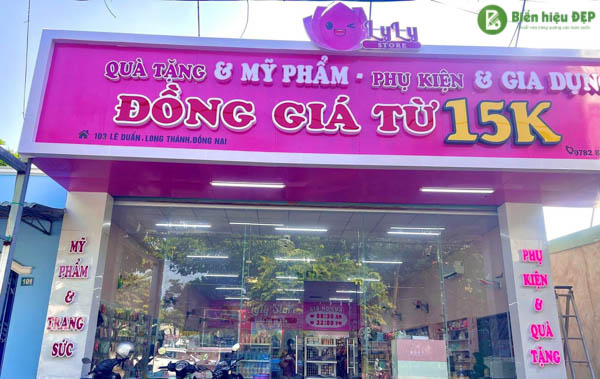 Biển hiệu ĐẸP
LyLy
STORE
QUÀ TẶNG & MỸ PHẨM - PHỤ KIỆN & GIA DỤNG
ĐỒNG GIÁ TỪ 15K
103 LÊ DUẨN, LONG THÀNH, ĐỒNG NAI
MỸ
PHẨM
&
TRANG
SỨC
101
PHỤ
KIỆN
&
QUÀ
TẶNG